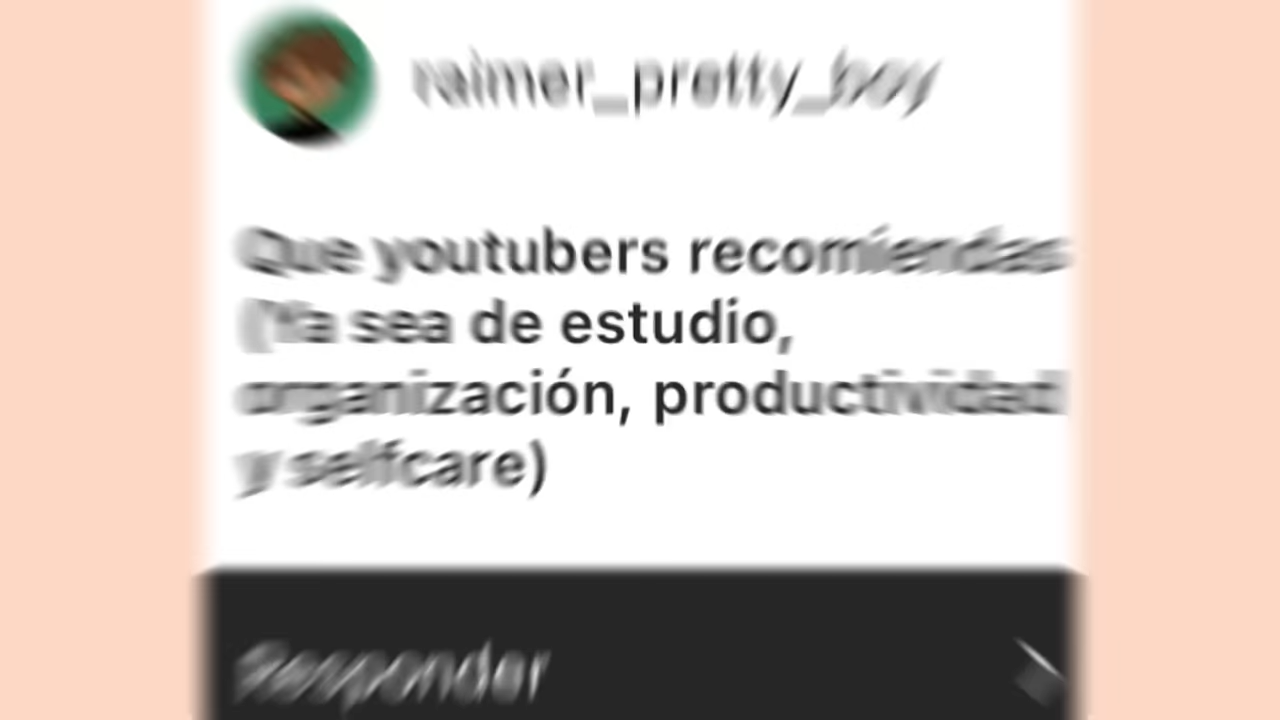 raimer_pretty_boy
Que youtubers recomiendas
(Ya sea de estudio,
organización, productividad
y selfcare)
Responder